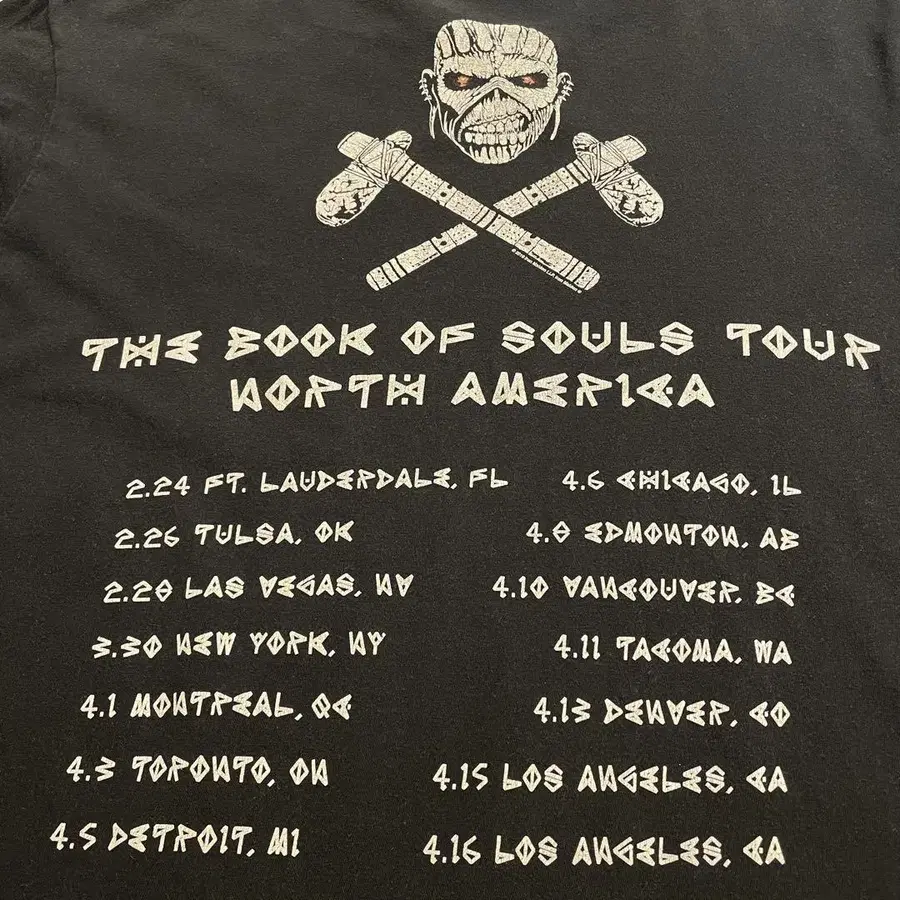 THE BOOK OF SOULS TOUR
NORTH AMERICA
2.24 FT. LAUDERDALE, FL
2.26 TULSA, OK
2.28 LAS VEGAS, NV
3.30 NEW YORK, NY
4.1 MONTREAL, QC
4.3 TORONTO, ON
4.5 DETROIT, MI
4.6 CHICAGO, IL
4.8 EDMONTON, AB
4.10 VANCOUVER, BC
4.11 TACOMA, WA
4.13 DENVER, CO
4.15 LOS ANGELES, CA
4.16 LOS ANGELES, CA